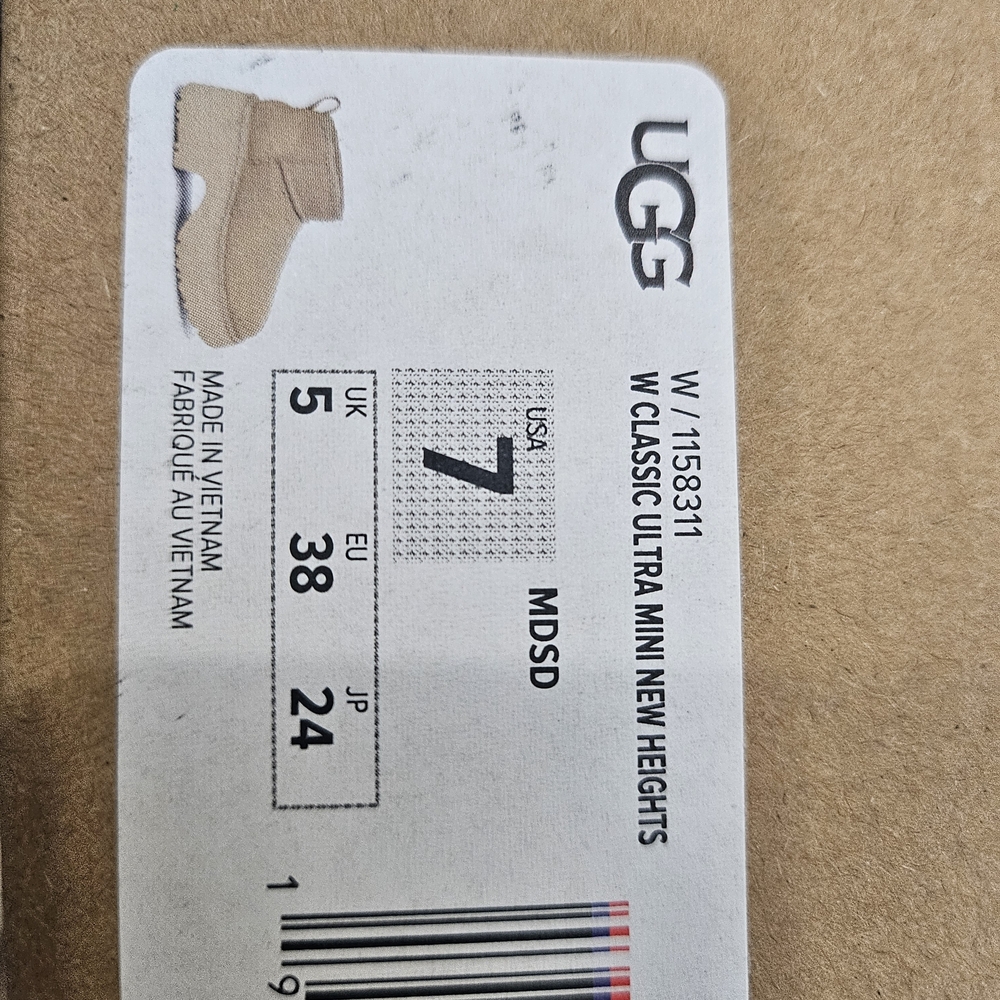 UGG
W / 1158311
W CLASSIC ULTRA MINI NEW HEIGHTS
MDSD
USA
7
UK EU JP
5 38 24
MADE IN VIETNAM
FABRIQUÉ AU VIETNAM
1 9